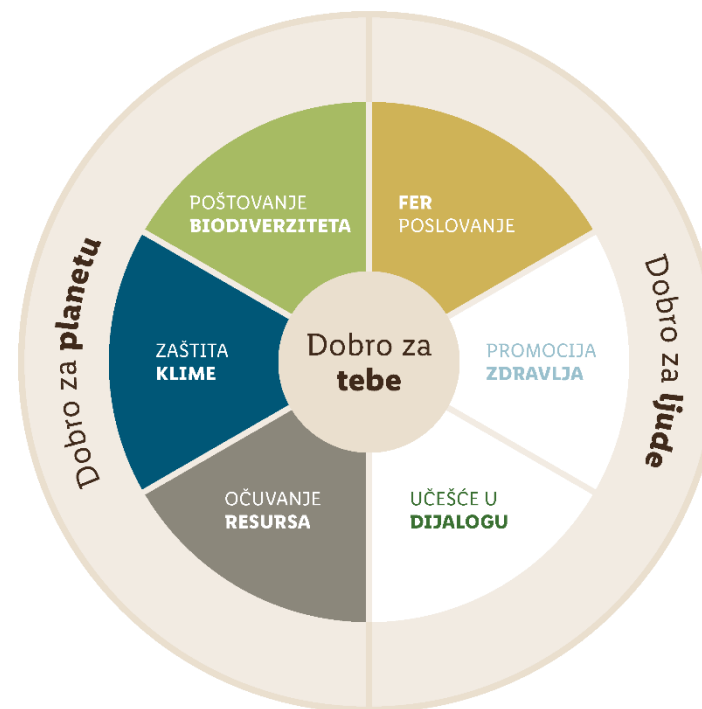 POŠTOVANJE
BIODIVERZITETA
FER
POSLOVANJE
Dobro za planetu
ZAŠTITA
KLIME
Dobro za
tebe
PROMOCIJA
ZDRAVLJA
Dobro za ljude
OČUVANJE
RESURSA
UČEŠĆE U
DIJALOGU